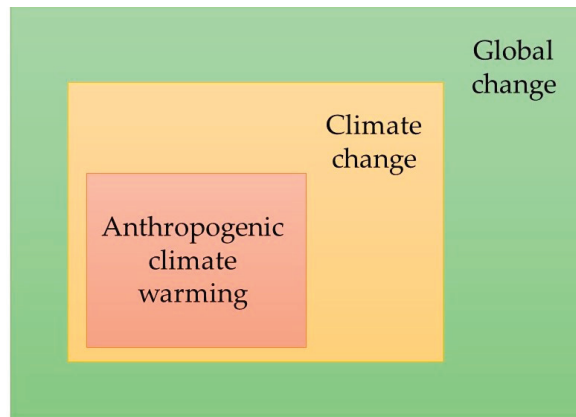 Global
change
Climate
change
Anthropogenic
climate
warming